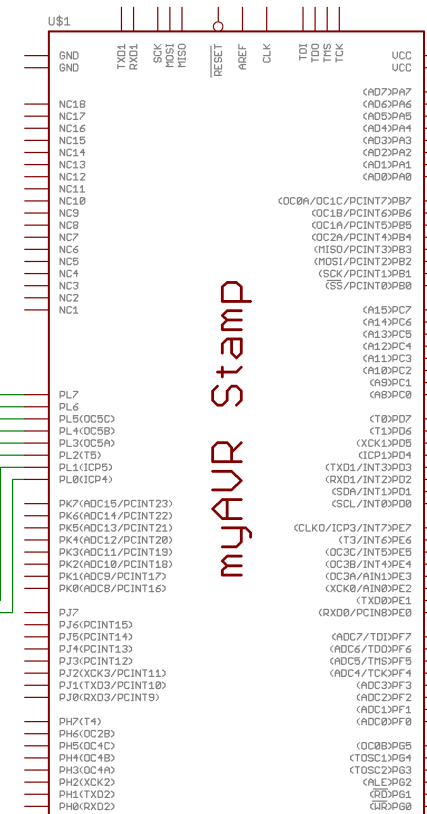 U$1
TXD1
RXD1
SCK
MOSI
MISO
RESET
AREF
CLK
TDI
TDO
TMS
TCK
GND
GND
NC18
NC17
NC16
NC15
NC14
NC13
NC12
NC11
NC10
NC9
NC8
NC7
NC6
NC5
NC4
NC3
NC2
NC1
PL7
PL6
PL5(OC5C)
PL4(OC5B)
PL3(OC5A)
PL2(T5)
PL1(ICP5)
PL0(ICP4)
PK7(ADC15/PCINT23)
PK6(ADC14/PCINT22)
PK5(ADC13/PCINT21)
PK4(ADC12/PCINT20)
PK3(ADC11/PCINT19)
PK2(ADC10/PCINT18)
PK1(ADC9/PCINT17)
PK0(ADC8/PCINT16)
PJ7
PJ6(PCINT15)
PJ5(PCINT14)
PJ4(PCINT13)
PJ3(PCINT12)
PJ2(XCK3/PCINT11)
PJ1(TXD3/PCINT10)
PJ0(RXD3/PCINT9)
PH7(T4)
PH6(OC2B)
PH5(OC4C)
PH4(OC4B)
PH3(OC4A)
PH2(XCK2)
PH1(TXD2)
PH0(RXD2)
myAVR Stamp
VCC
VCC
(AD7)PA7
(AD6)PA6
(AD5)PA5
(AD4)PA4
(AD3)PA3
(AD2)PA2
(AD1)PA1
(AD0)PA0
(OC0A/OC1C/PCINT7)PB7
(OC1B/PCINT6)PB6
(OC1A/PCINT5)PB5
(OC2A/PCINT4)PB4
(MISO/PCINT3)PB3
(MOSI/PCINT2)PB2
(SCK/PCINT1)PB1
(SS/PCINT0)PB0
(A15)PC7
(A14)PC6
(A13)PC5
(A12)PC4
(A11)PC3
(A10)PC2
(A9)PC1
(A8)PC0
(T0)PD7
(T1)PD6
(XCK1)PD5
(ICP1)PD4
(TXD1/INT3)PD3
(RXD1/INT2)PD2
(SDA/INT1)PD1
(SCL/INT0)PD0
(CLKO/ICP3/INT7)PE7
(T3/INT6)PE6
(OC3C/INT5)PE5
(OC3B/INT4)PE4
(OC3A/AIN1)PE3
(XCK0/AIN0)PE2
(TXD0)PE1
(RXD0/PCIN8)PE0
(ADC7/TDI)PF7
(ADC6/TDO)PF6
(ADC5/TMS)PF5
(ADC4/TCK)PF4
(ADC3)PF3
(ADC2)PF2
(ADC1)PF1
(ADC0)PF0
(OC0B)PG5
(TOSC1)PG4
(TOSC2)PG3
(ALE)PG2
(RD)PG1
(WR)PG0